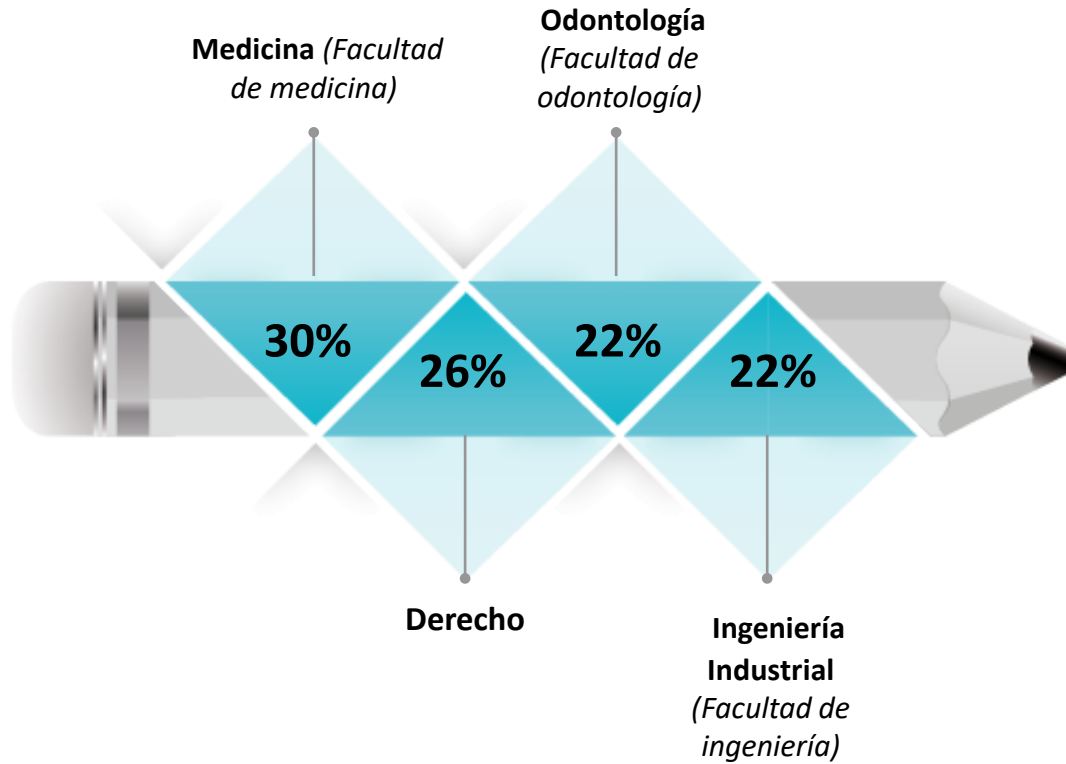 Medicina (Facultad
de medicina)
Odontología
(Facultad de
odontología)
30%
26%
22%
22%
Derecho
Ingeniería
Industrial
(Facultad de
ingeniería)